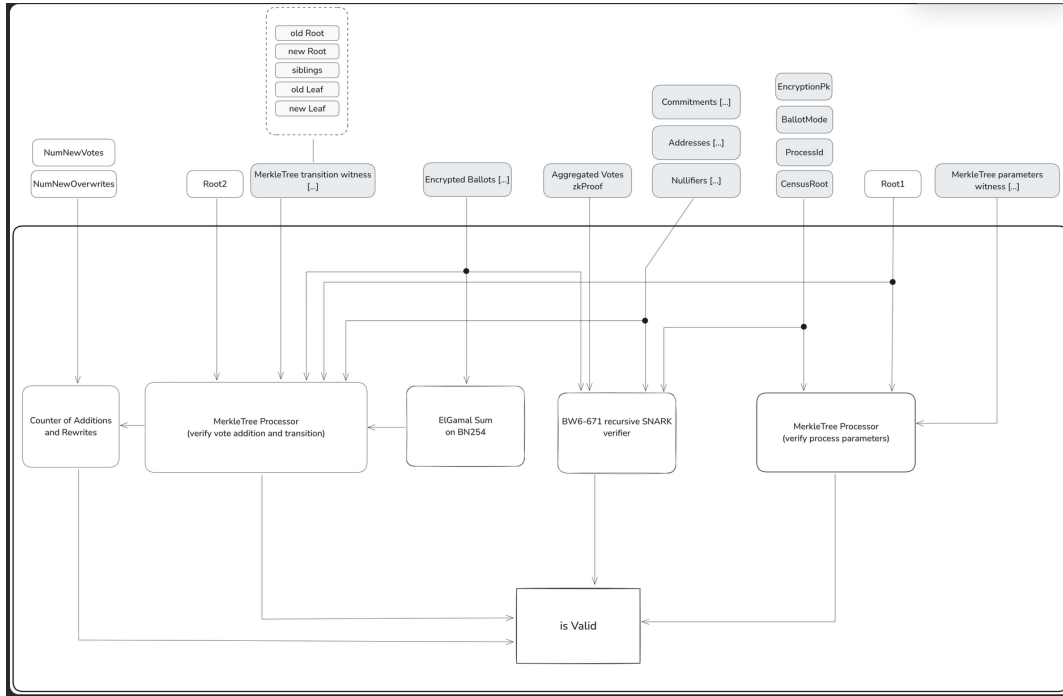 old Root
new Root
siblings
old Leaf
new Leaf
EncryptionPk
Commitments [...]
BallotMode
Addresses [...]
NumNewVotes
ProcessId
NumNewOverwrites
Root2
MerkleTree transition witness
[...]
Encrypted Ballots [...]
Aggregated Votes
zkProof
Nullifiers [...]
CensusRoot
Root1
MerkleTree parameters
witness [...]
Counter of Additions
and Rewrites
MerkleTree Processor
(verify vote addition and transition)
ElGamal Sum
on BN254
BW6-671 recursive SNARK
verifier
MerkleTree Processor
(verify process parameters)
is Valid